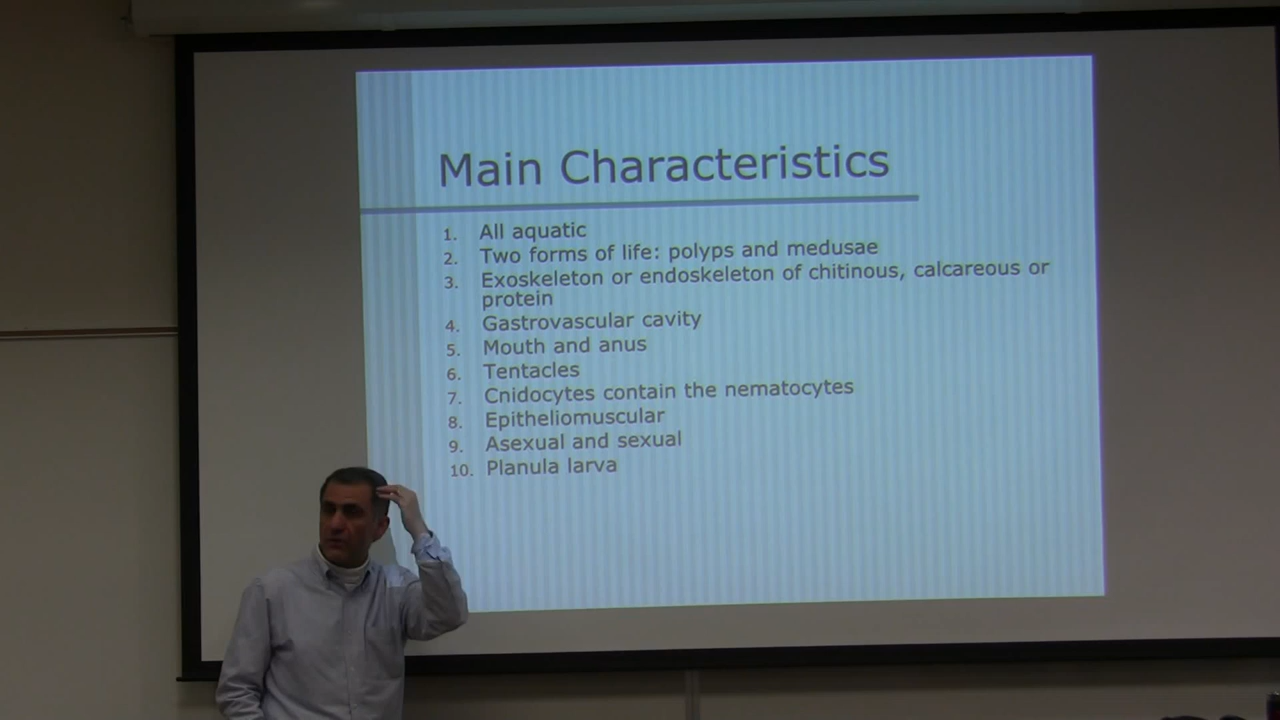 Main Characteristics
1. All aquatic
2. Two forms of life: polyps and medusae
3. Exoskeleton or endoskeleton of chitinous, calcareous or
protein
4. Gastrovascular cavity
5. Mouth and anus
6. Tentacles
7. Cnidocytes contain the nematocytes
8. Epitheliomuscular
9. Asexual and sexual
10. Planula larva